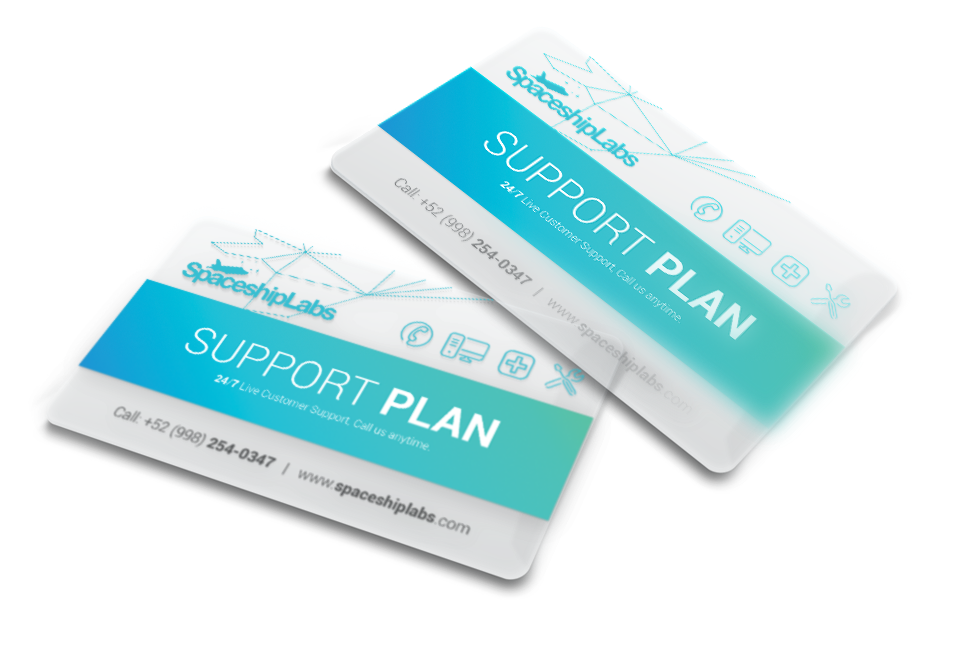 SpaceshipLabs
SUPPORT PLAN
24/7 Live Customer Support. Call us anytime.
Call: +52 (998) 254-0347 | www.spaceshiplabs.com
SpaceshipLabs
SUPPORT PLAN
24/7 Live Customer Support. Call us anytime.
Call: +52 (998) 254-0347 | www.spaceshiplabs.com